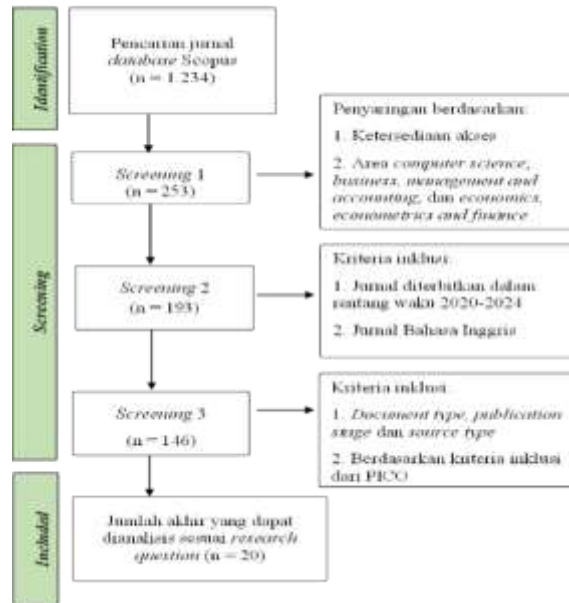 Identification
Pencarian jurnal
database Scopus
(n = 1.234)
Screening
Screening 1
(n = 253)
Penyaringan berdasarkan:
1. Ketersediaan akses
2. Area computer science,
business, management and
accounting, dan economics,
econometrics and finance
Screening 2
(n = 193)
Kriteria inklusi:
1. Jurnal diterbitkan dalam
rentang waku 2020-2024
2. Jurnal Bahasa Inggris
Screening 3
(n = 146)
Kriteria inklusi
1. Document type, publication
stage dan source type
2. Berdasarkan kriteria inklusi
dari PICO
Included
Jumlah akhir yang dapat
dianalisis sesuai research
question (n = 20)